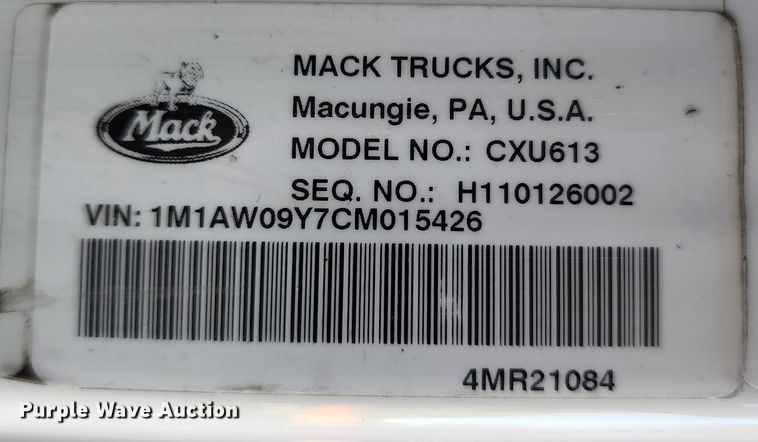 MACK TRUCKS, INC.
Mack
Macungie, PA, U.S.A.
MODEL NO.: CXU613
SEQ. NO.: H110126002
VIN: 1M1AW09Y7CM015426
4MR21084
Purple Wave Auction